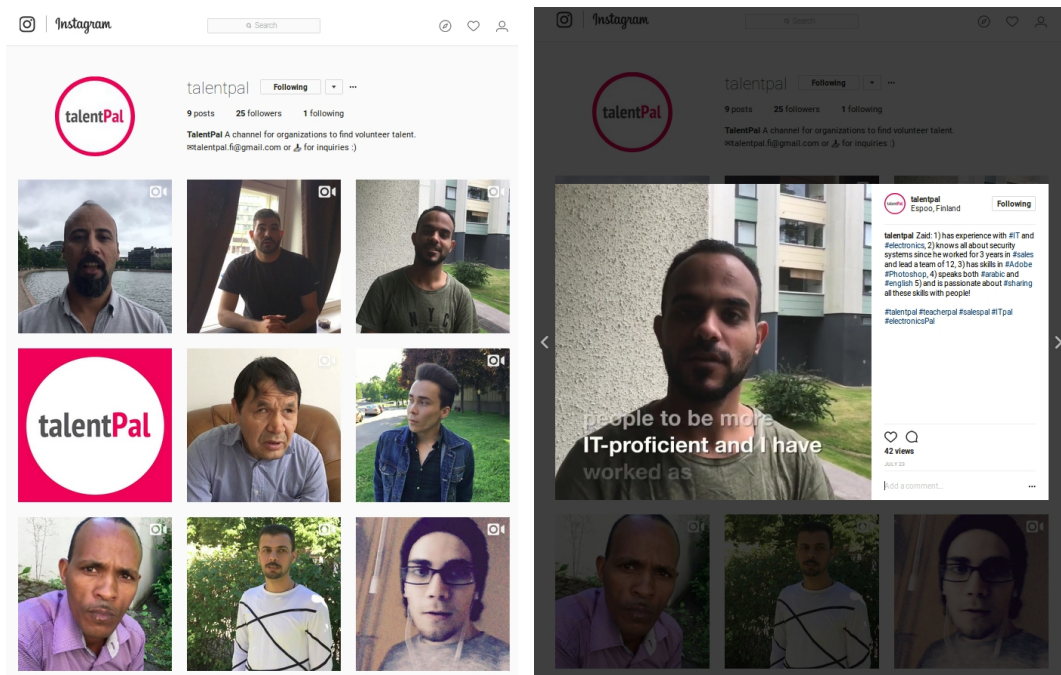 Instagram
Search
talentPal
talentpal
Following
9 posts 25 followers 1 following
TalentPal A channel for organizations to find volunteer talent.
✉talentpal.fi@gmail.com or for inquiries :)
talentPal
Instagram
Search
talentPal
talentpal
Following
9 posts 25 followers 1 following
TalentPal A channel for organizations to find volunteer talent.
✉talentpal.fi@gmail.com or for inquiries :)
NYC
people to be more
IT-proficient and I have
worked as
talentPal
talentpal
Espoo, Finland
Following
talentpal Zaid: 1) has experience with #IT and
#electronics, 2) knows all about security
systems since he worked for 3 years in #sales
and lead a team of 12, 3) has skills in #Adobe
#Photoshop, 4) speaks both #arabic and
#english 5) and is passionate about #sharing
all these skills with people!
#talentpal #teacherpal #salespal #ITpal
#electronicsPal
42 views
JULY 23
Add a comment...